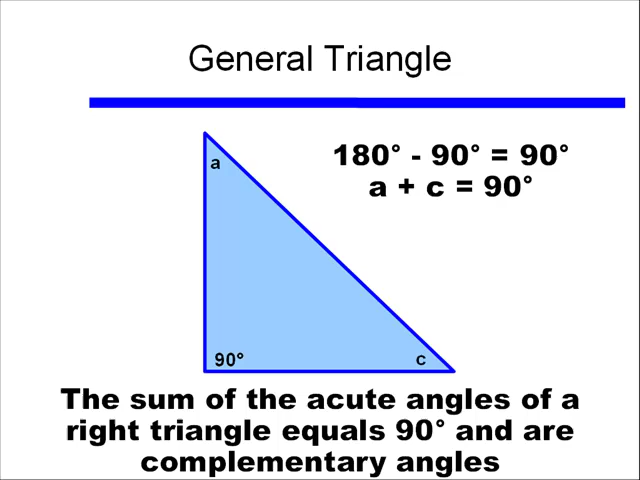 General Triangle
180° - 90° = 90°
a + c = 90°
a
90°
c
The sum of the acute angles of a
right triangle equals 90° and are
complementary angles